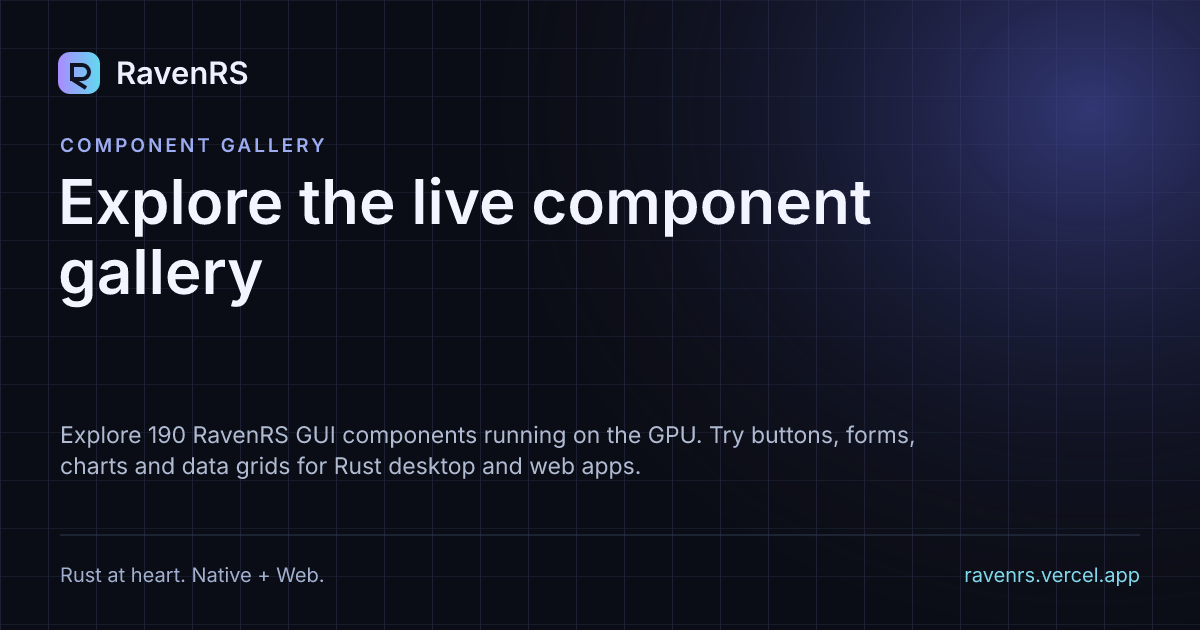 RavenRS
COMPONENT GALLERY
Explore the live component
gallery
Explore 190 RavenRS GUI components running on the GPU. Try buttons, forms,
charts and data grids for Rust desktop and web apps.
Rust at heart. Native + Web.
ravenrs.vercel.app